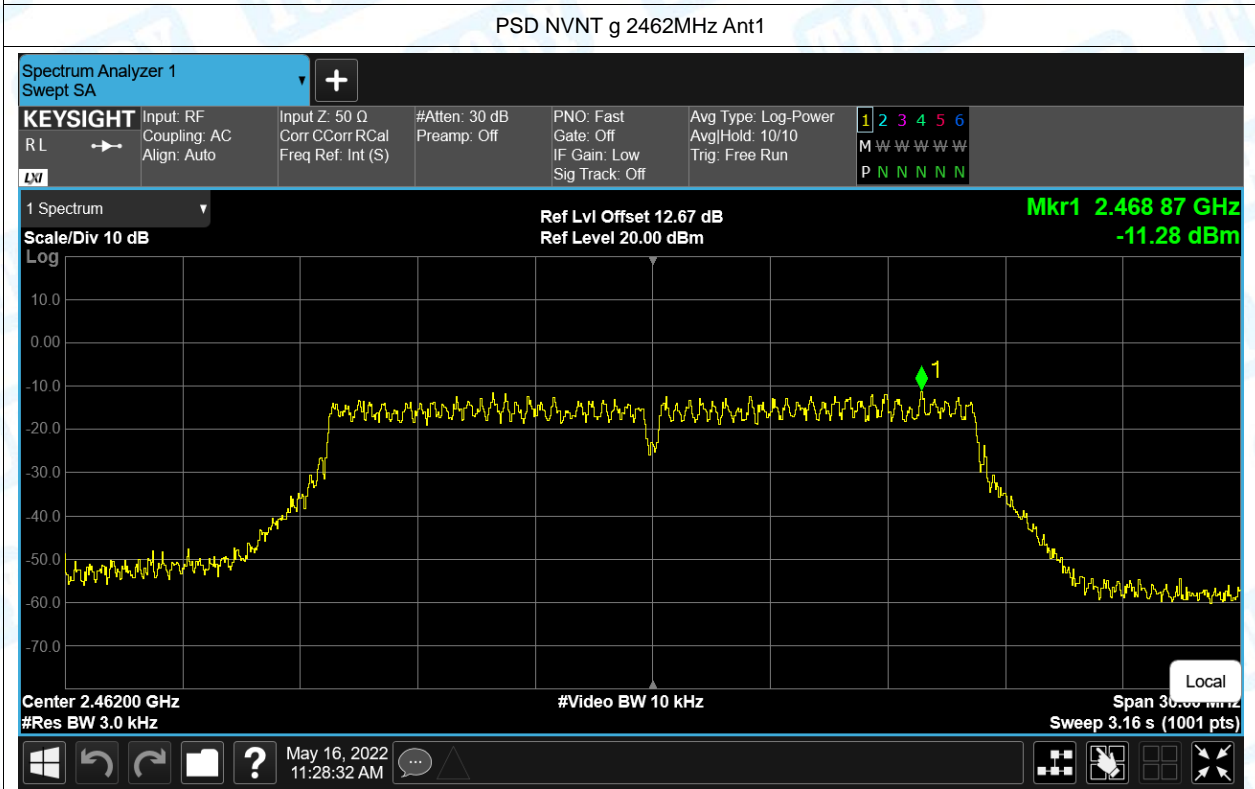 PSD NVNT g 2462MHz Ant1
Spectrum Analyzer 1
Swept SA
KEYSIGHT
R L
LXI
Input: RF
Coupling: AC
Align: Auto
Input Z: 50 Ω
Corr CCorr RCal
Freq Ref: Int (S)
#Atten: 30 dB
Preamp: Off
PNO: Fast
Gate: Off
IF Gain: Low
Sig Track: Off
Avg Type: Log-Power
Avg|Hold: 10/10
Trig: Free Run
1 2 3 4 5 6
M W W W W W W
P N N N N N N
1 Spectrum
Scale/Div 10 dB
Ref Lvl Offset 12.67 dB
Ref Level 20.00 dBm
Mkr1 2.468 87 GHz
-11.28 dBm
Log
10.0
0.00
-10.0
-20.0
-30.0
-40.0
-50.0
-60.0
-70.0
1
Local
Center 2.46200 GHz
#Video BW 10 kHz
Span 30.00 MHz
#Res BW 3.0 kHz
Sweep 3.16 s (1001 pts)
May 16, 2022
11:28:32 AM